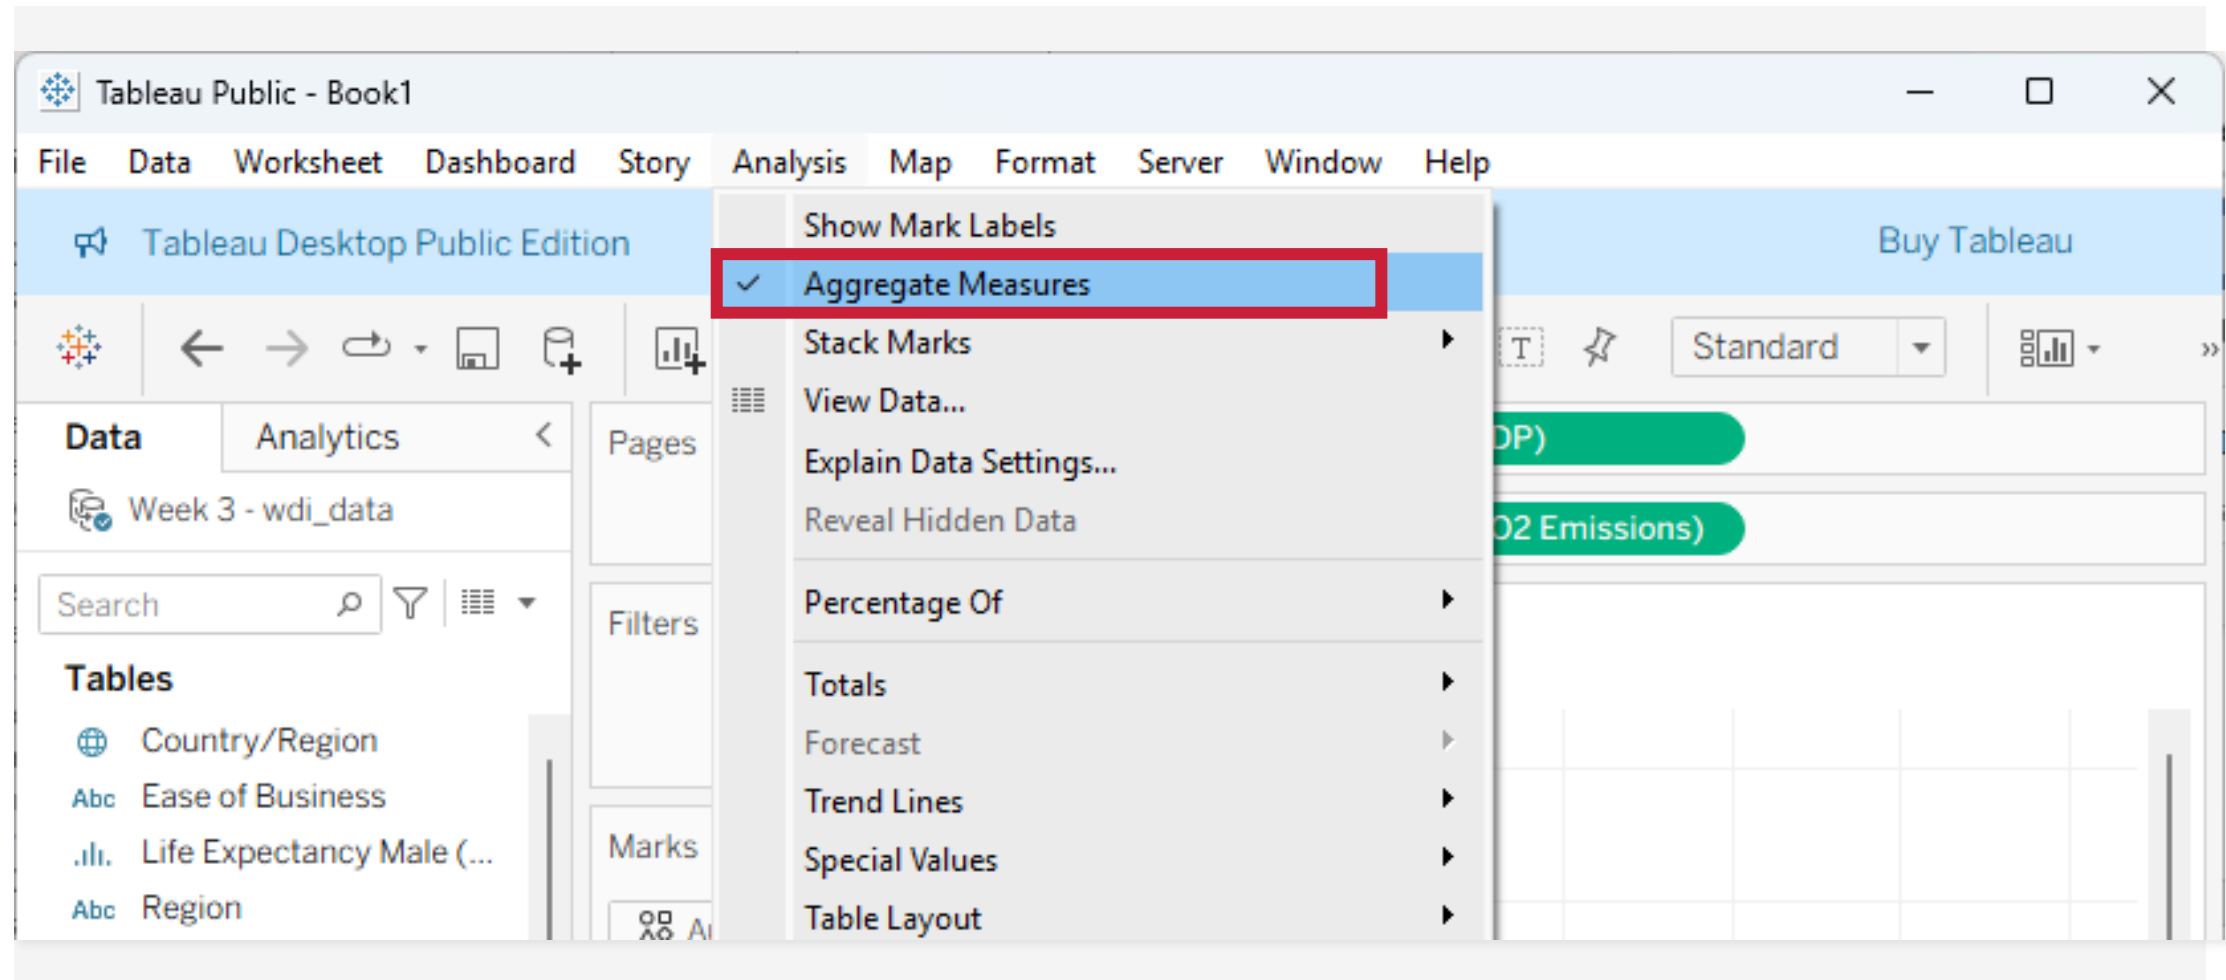 Tableau Public - Book1
File Data Worksheet Dashboard Story Analysis Map Format Server Window Help
Tableau Desktop Public Edition
Buy Tableau
Show Mark Labels
Aggregate Measures
Stack Marks
View Data...
Explain Data Settings...
Reveal Hidden Data
Percentage Of
Totals
Forecast
Trend Lines
Special Values
Table Layout
T
Standard
Data Analytics
Week 3 - wdi_data
Search
Tables
Country/Region
Abc Ease of Business
Life Expectancy Male (...
Abc Region
Pages
Filters
Marks
DP)
O2 Emissions)